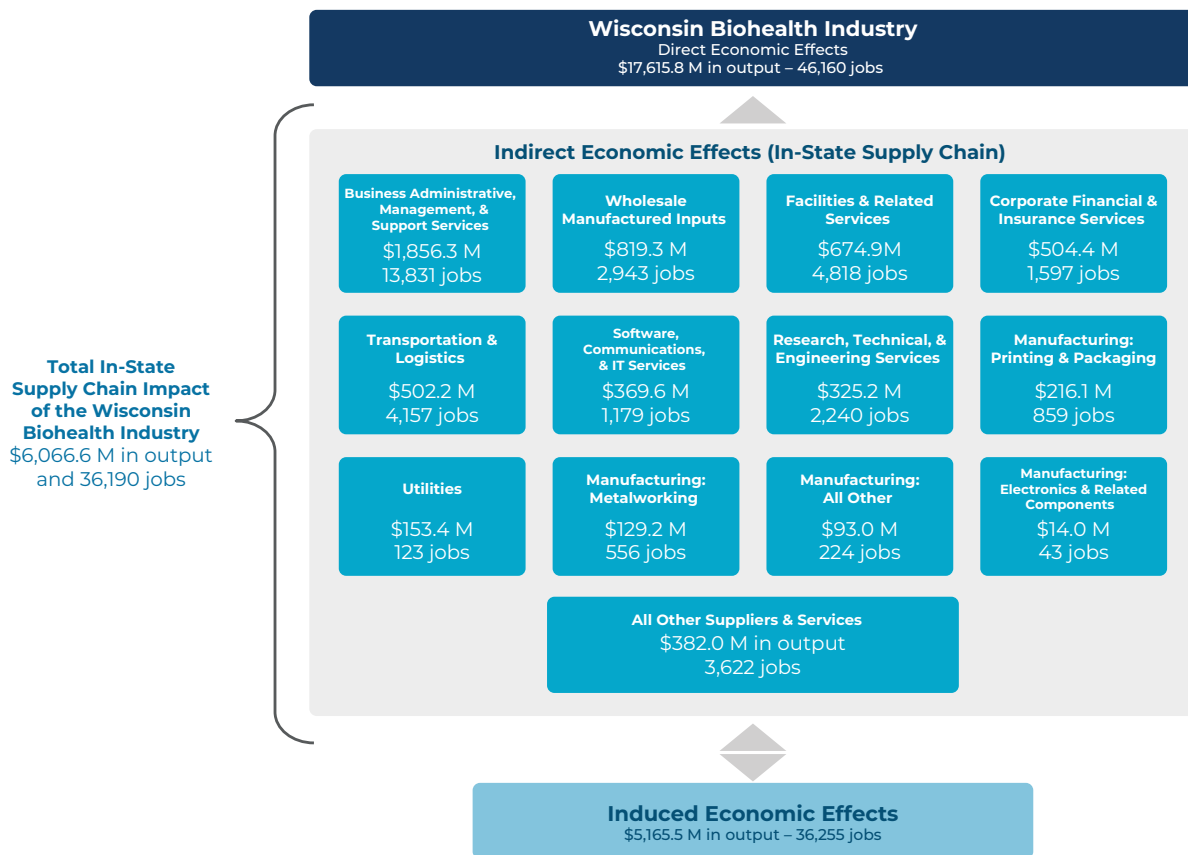 Wisconsin Biohealth Industry
Direct Economic Effects
$17,615.8 M in output – 46,160 jobs
Indirect Economic Effects (In-State Supply Chain)
Business Administrative,
Management, &
Support Services
$1,856.3 M
13,831 jobs
Wholesale
Manufactured Inputs
$819.3 M
2,943 jobs
Facilities & Related
Services
$674.9M
4,818 jobs
Corporate Financial &
Insurance Services
$504.4 M
1,597 jobs
Transportation &
Logistics
$502.2 M
4,157 jobs
Software,
Communications,
& IT Services
$369.6 M
1,179 jobs
Research, Technical, &
Engineering Services
$325.2 M
2,240 jobs
Manufacturing:
Printing & Packaging
$216.1 M
859 jobs
Total In-State
Supply Chain Impact
of the Wisconsin
Biohealth Industry
$6,066.6 M in output
and 36,190 jobs
Utilities
$153.4 M
123 jobs
Manufacturing:
Metalworking
$129.2 M
556 jobs
Manufacturing:
All Other
$93.0 M
224 jobs
Manufacturing:
Electronics & Related
Components
$14.0 M
43 jobs
All Other Suppliers & Services
$382.0 M in output
3,622 jobs
Induced Economic Effects
$5,165.5 M in output – 36,255 jobs